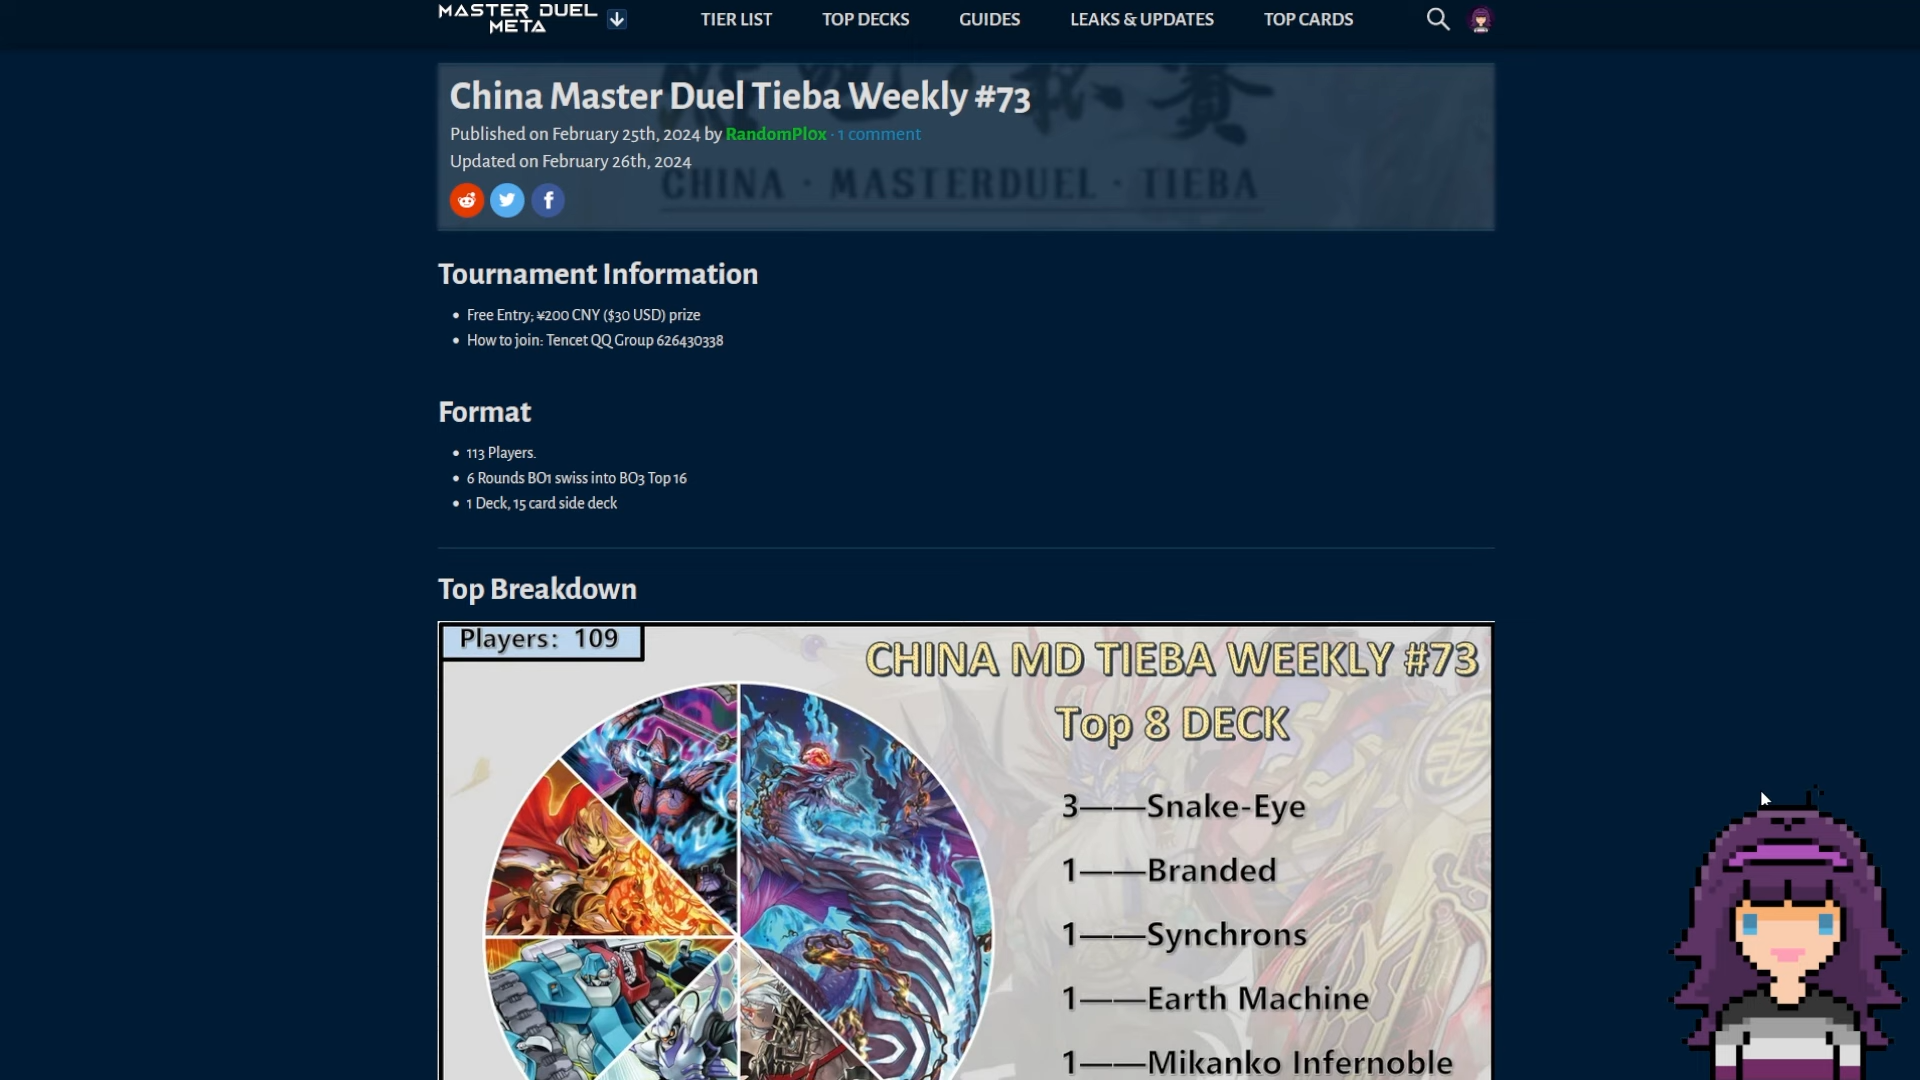 MASTER DUEL
META
TIER LIST
TOP DECKS
GUIDES
LEAKS & UPDATES
TOP CARDS
China Master Duel Tieba Weekly #73
Published on February 25th, 2024 by RandomPl0x · 1 comment
Updated on February 26th, 2024
CHINA · MASTERDUEL · TIEBA
Tournament Information
• Free Entry; ¥200 CNY ($30 USD) prize
• How to join: Tencet QQ Group 626430338
Format
• 113 Players.
• 6 Rounds BO1 swiss into BO3 Top 16
• 1 Deck, 15 card side deck
Top Breakdown
Players: 109
CHINA MD TIEBA WEEKLY #73
Top 8 DECK
3——Snake-Eye
1——Branded
1——Synchrons
1——Earth Machine
1——Mikanko Infernoble